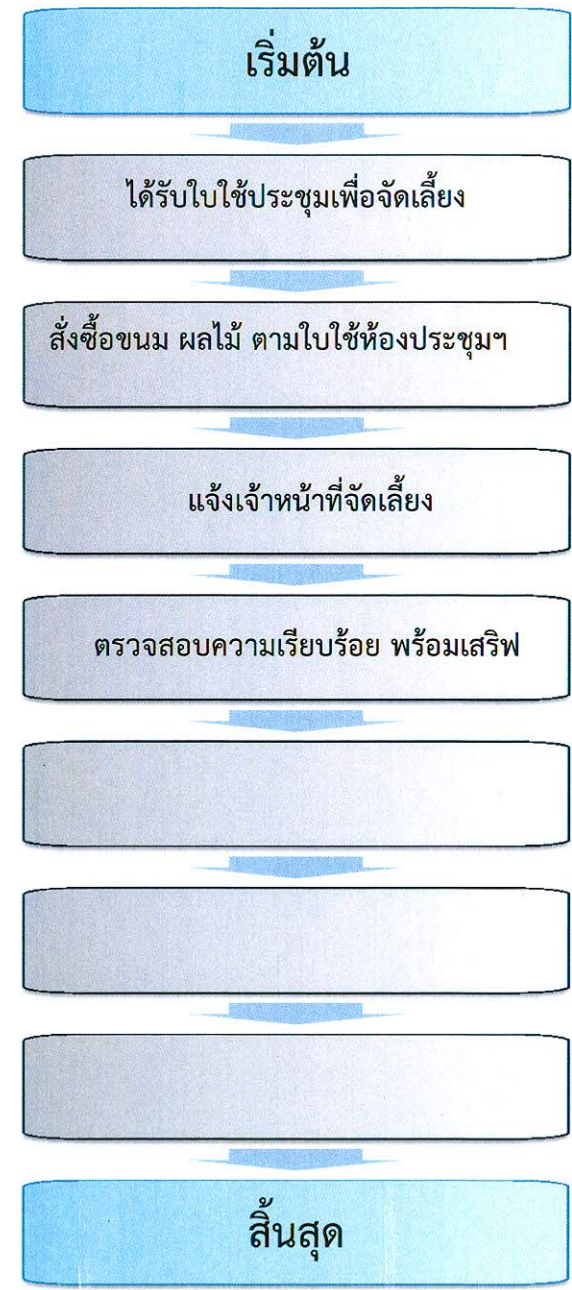 เริ่มต้น
ได้รับใบใช้ประชุมเพื่อจัดเลี้ยง
สั่งซื้อขนม ผลไม้ ตามใบใช้ห้องประชุมฯ
แจ้งเจ้าหน้าที่จัดเลี้ยง
ตรวจสอบความเรียบร้อย พร้อมเสริฟ
สิ้นสุด